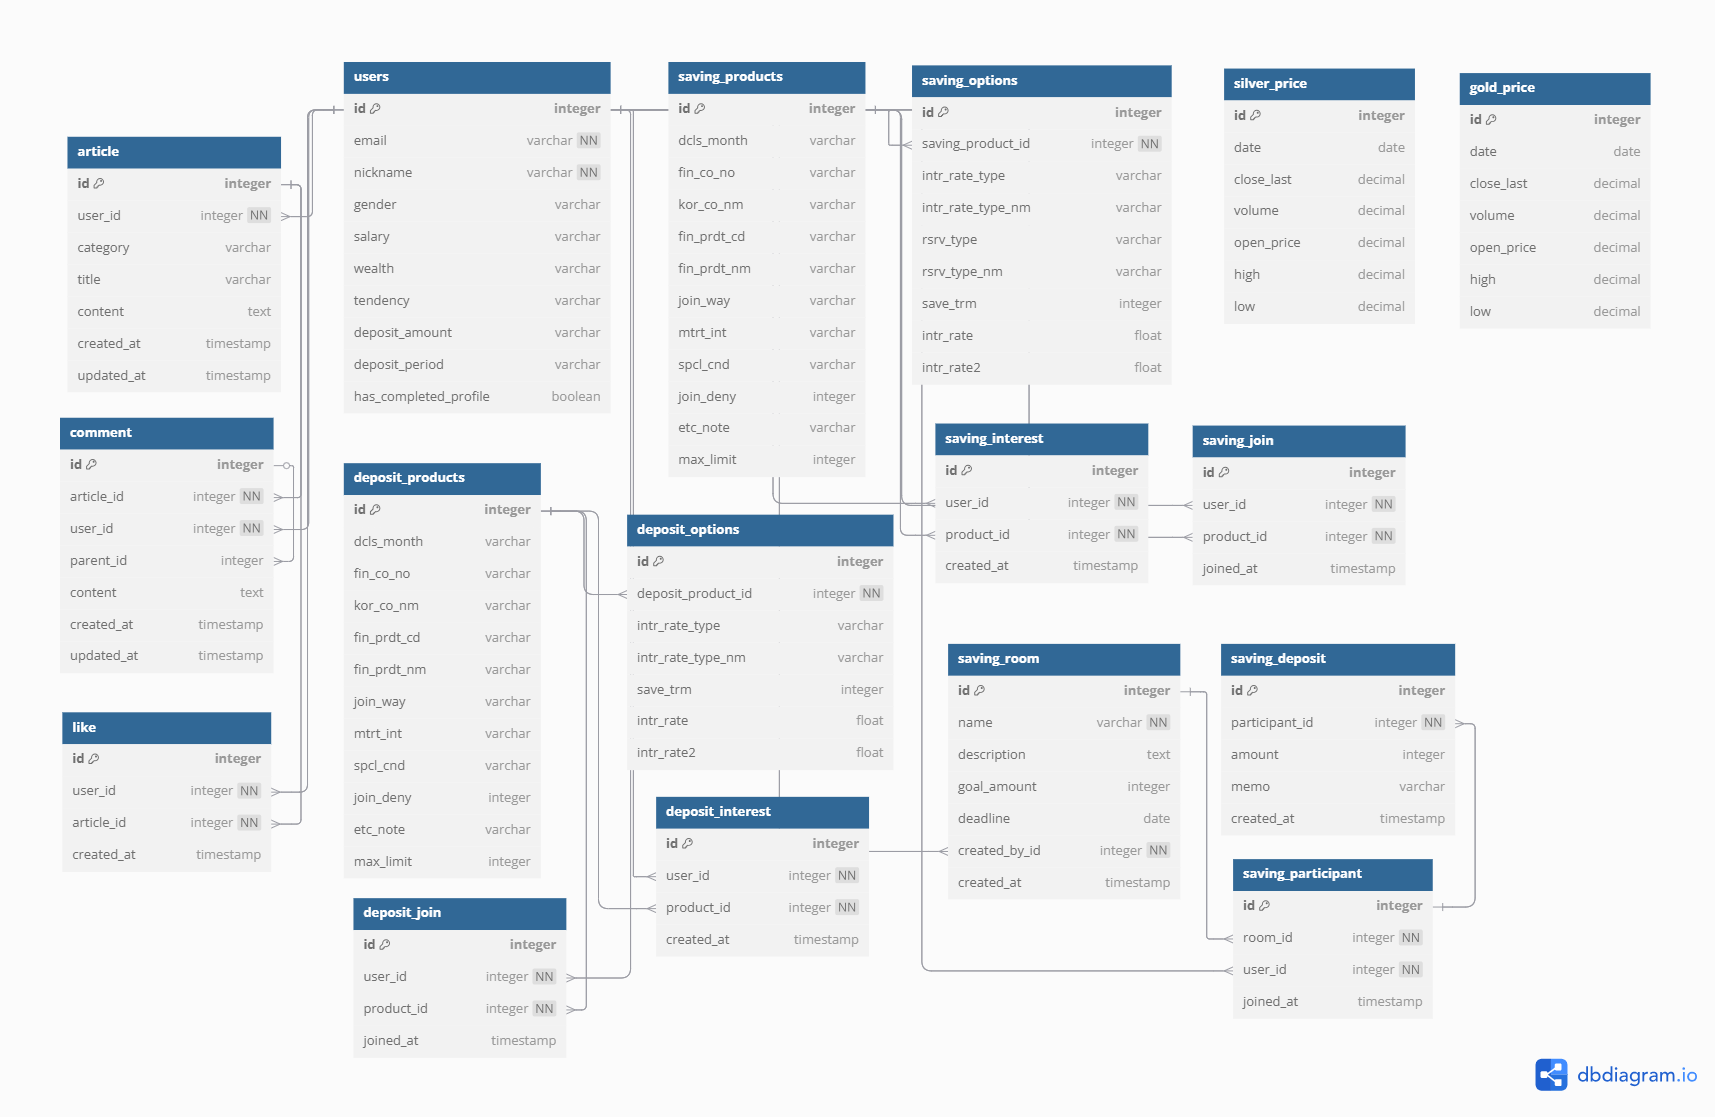 users
id integer
email varchar NN
nickname varchar NN
gender varchar
salary varchar
wealth varchar
tendency varchar
deposit_amount varchar
deposit_period varchar
has_completed_profile boolean
saving_products
id integer
dcls_month varchar
fin_co_no varchar
kor_co_nm varchar
fin_prdt_cd varchar
fin_prdt_nm varchar
join_way varchar
mtrt_int varchar
spcl_cnd varchar
join_deny integer
etc_note varchar
max_limit integer
saving_options
id integer
saving_product_id integer NN
intr_rate_type varchar
intr_rate_type_nm varchar
rsrv_type varchar
rsrv_type_nm varchar
save_trm integer
intr_rate float
intr_rate2 float
silver_price
id integer
date date
close_last decimal
volume decimal
open_price decimal
high decimal
low decimal
gold_price
id integer
date date
close_last decimal
volume decimal
open_price decimal
high decimal
low decimal
article
id integer
user_id integer NN
category varchar
title varchar
content text
created_at timestamp
updated_at timestamp
comment
id integer
article_id integer NN
user_id integer NN
parent_id integer
content text
created_at timestamp
updated_at timestamp
deposit_products
id integer
dcls_month varchar
fin_co_no varchar
kor_co_nm varchar
fin_prdt_cd varchar
fin_prdt_nm varchar
join_way varchar
mtrt_int varchar
spcl_cnd varchar
join_deny integer
etc_note varchar
max_limit integer
deposit_options
id integer
deposit_product_id integer NN
intr_rate_type varchar
intr_rate_type_nm varchar
save_trm integer
intr_rate float
intr_rate2 float
saving_interest
id integer
user_id integer NN
product_id integer NN
created_at timestamp
saving_join
id integer
user_id integer NN
product_id integer NN
joined_at timestamp
like
id integer
user_id integer NN
article_id integer NN
created_at timestamp
deposit_interest
id integer
user_id integer NN
product_id integer NN
created_at timestamp
saving_room
id integer
name varchar NN
description text
goal_amount integer
deadline date
created_by_id integer NN
created_at timestamp
saving_deposit
id integer
participant_id integer NN
amount integer
memo varchar
created_at timestamp
saving_participant
id integer
room_id integer NN
user_id integer NN
joined_at timestamp
deposit_join
id integer
user_id integer NN
product_id integer NN
joined_at timestamp
dbdiagram.io